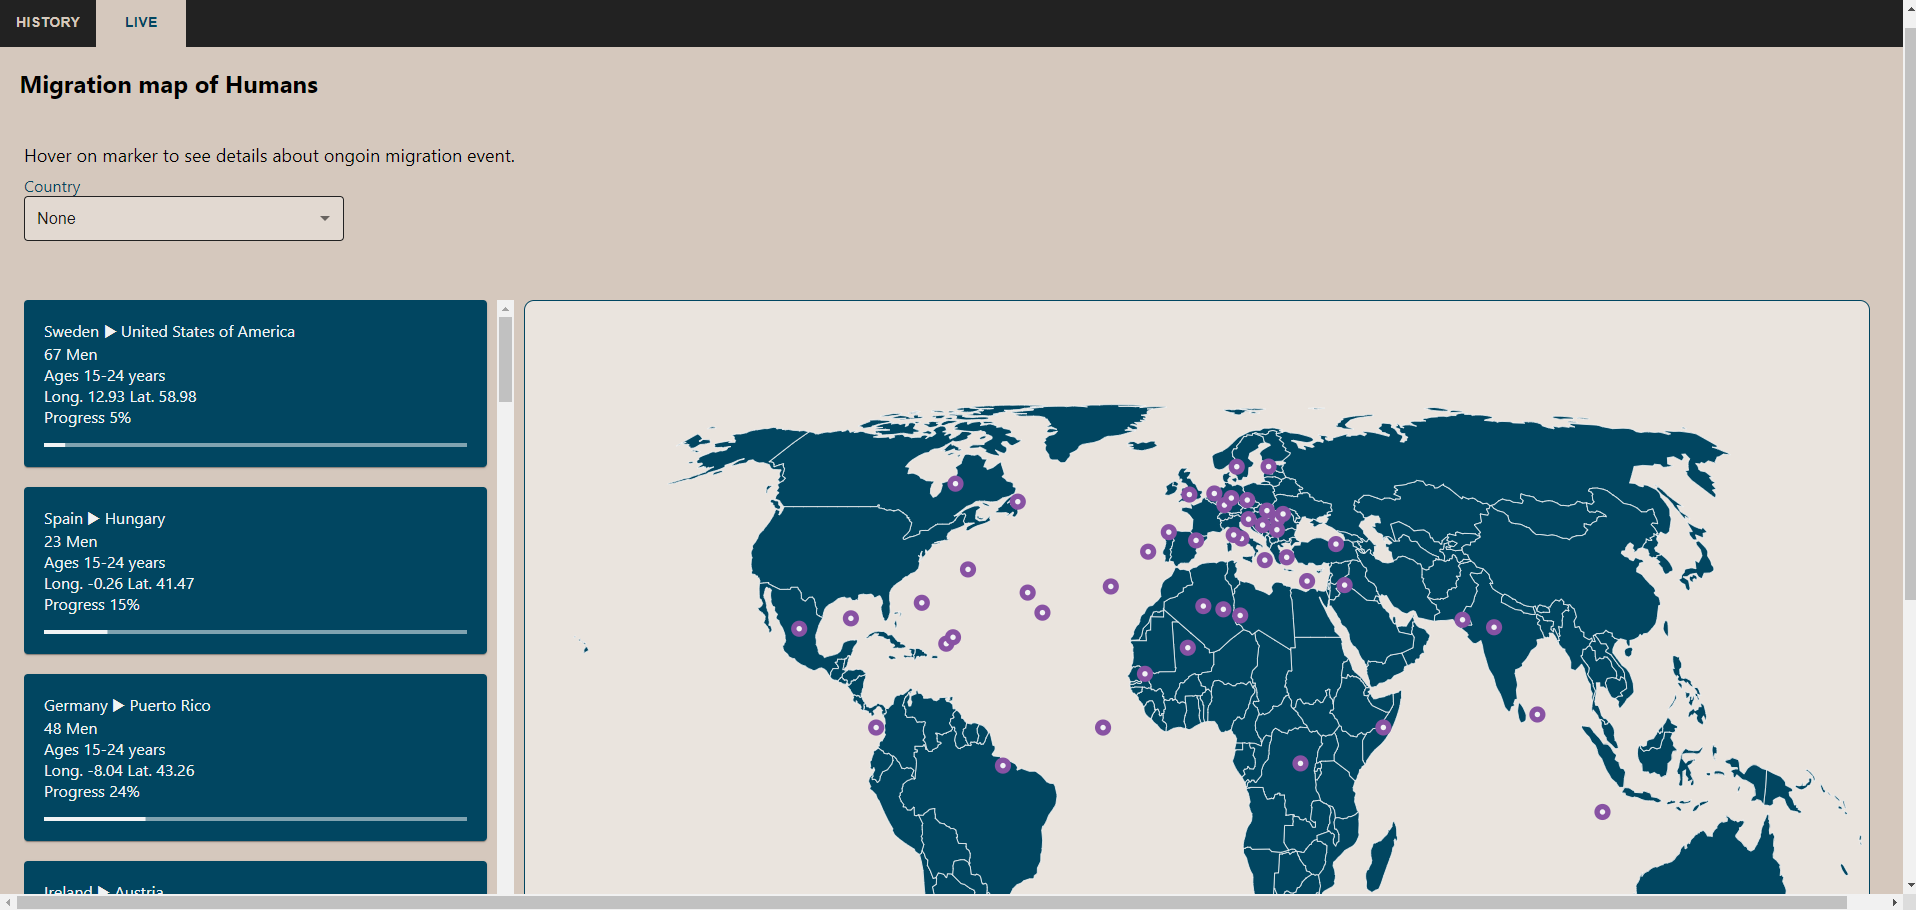 HISTORY LIVE
Migration map of Humans
Hover on marker to see details about ongoin migration event.
Country
None
Sweden ▶ United States of America
67 Men
Ages 15-24 years
Long. 12.93 Lat. 58.98
Progress 5%
Spain ▶ Hungary
23 Men
Ages 15-24 years
Long. -0.26 Lat. 41.47
Progress 15%
Germany ▶ Puerto Rico
48 Men
Ages 15-24 years
Long. -8.04 Lat. 43.26
Progress 24%
Ireland ▶ Austria